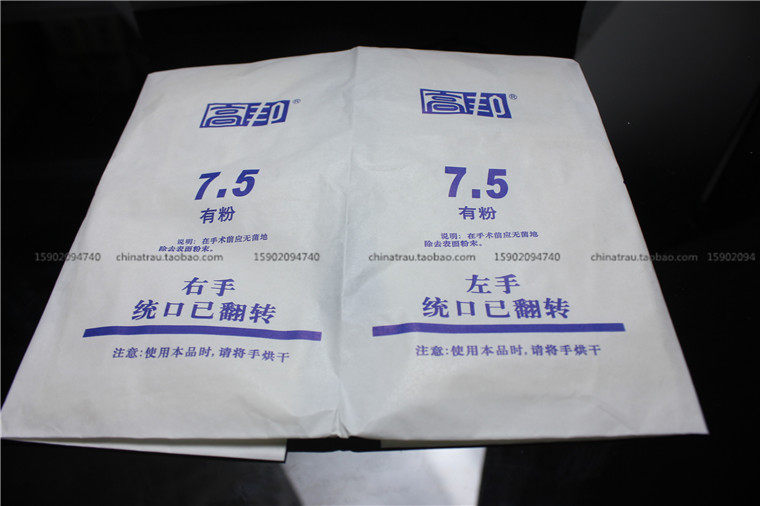 高邦®
7.5
有粉
说明：在手术前应无菌地
除去表面粉末。
右手
统口已翻转
注意:使用本品时,请将手烘干
高邦®
7.5
有粉
说明：在手术前应无菌地
除去表面粉末。
左手
统口已翻转
注意:使用本品时,请将手烘干
15902094740 chinatrau.taobao.com 15902094740 chinatrau.taobao.com 15902094740 chinatrau.taobao.com 15902094